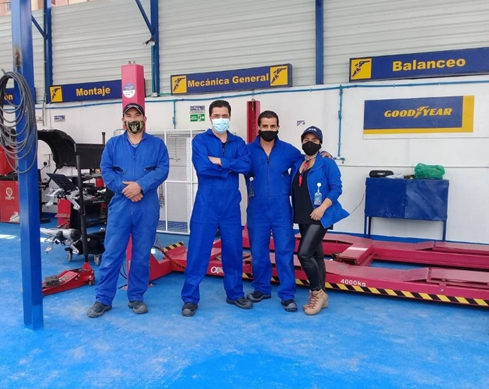 Montaje
Mecánica General
Balanceo
GOODYEAR
4000kg